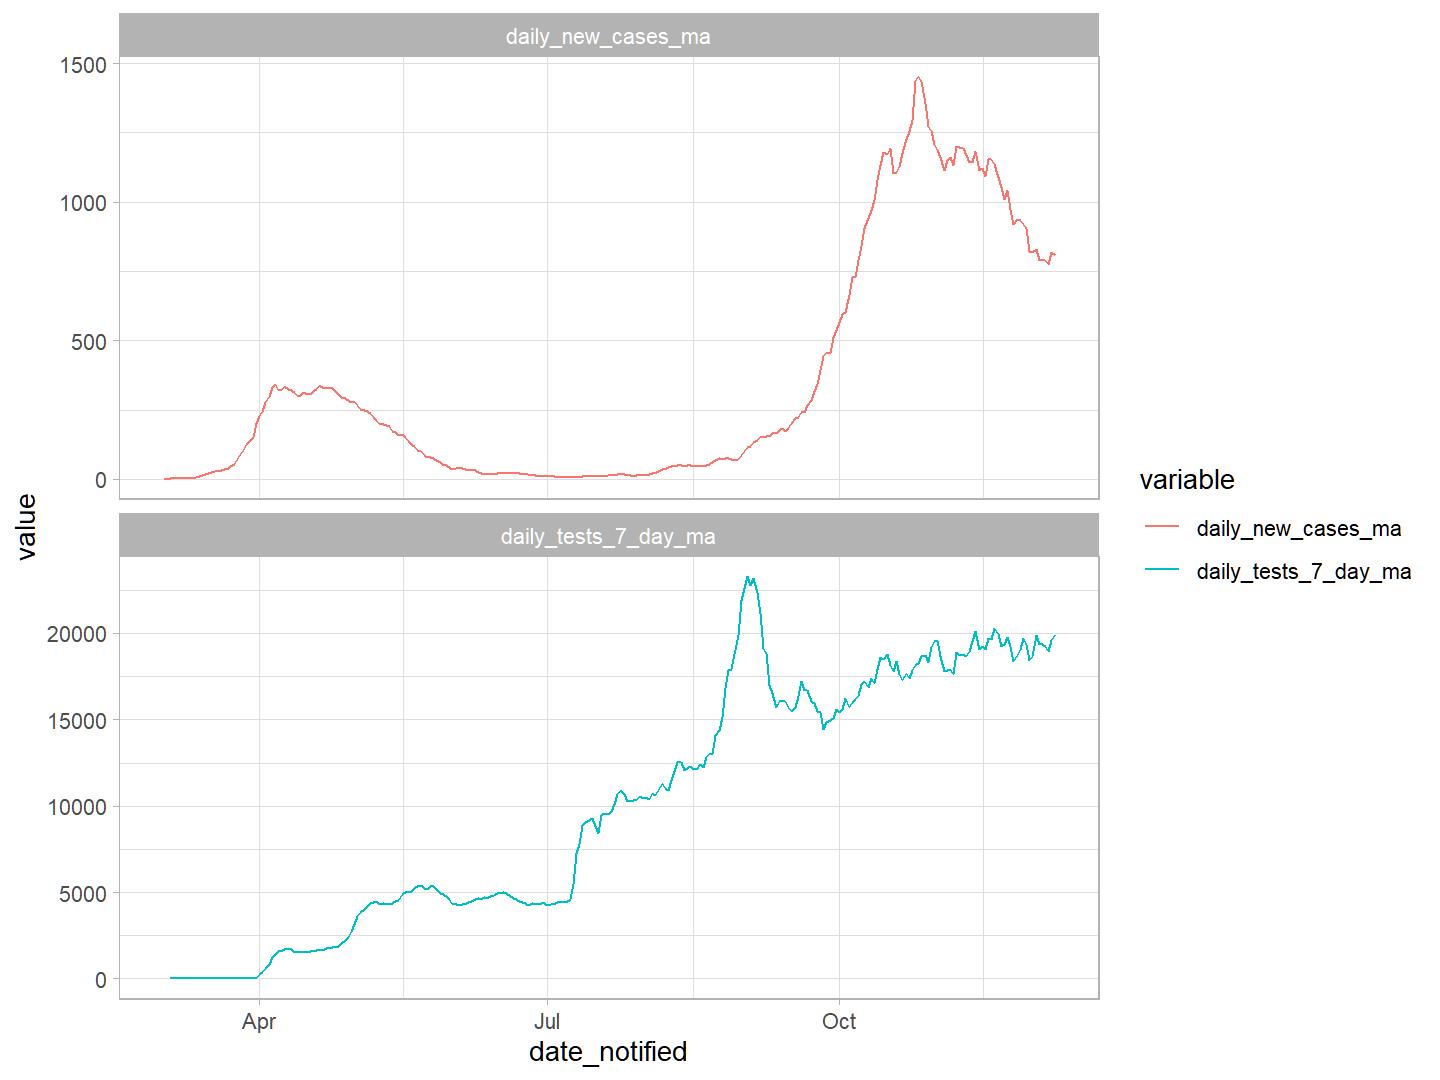 daily_new_cases_ma
1500
1000
500
0
daily_tests_7_day_ma
20000
15000
10000
5000
0
Apr Jul Oct
date_notified
value
variable
daily_new_cases_ma
daily_tests_7_day_ma